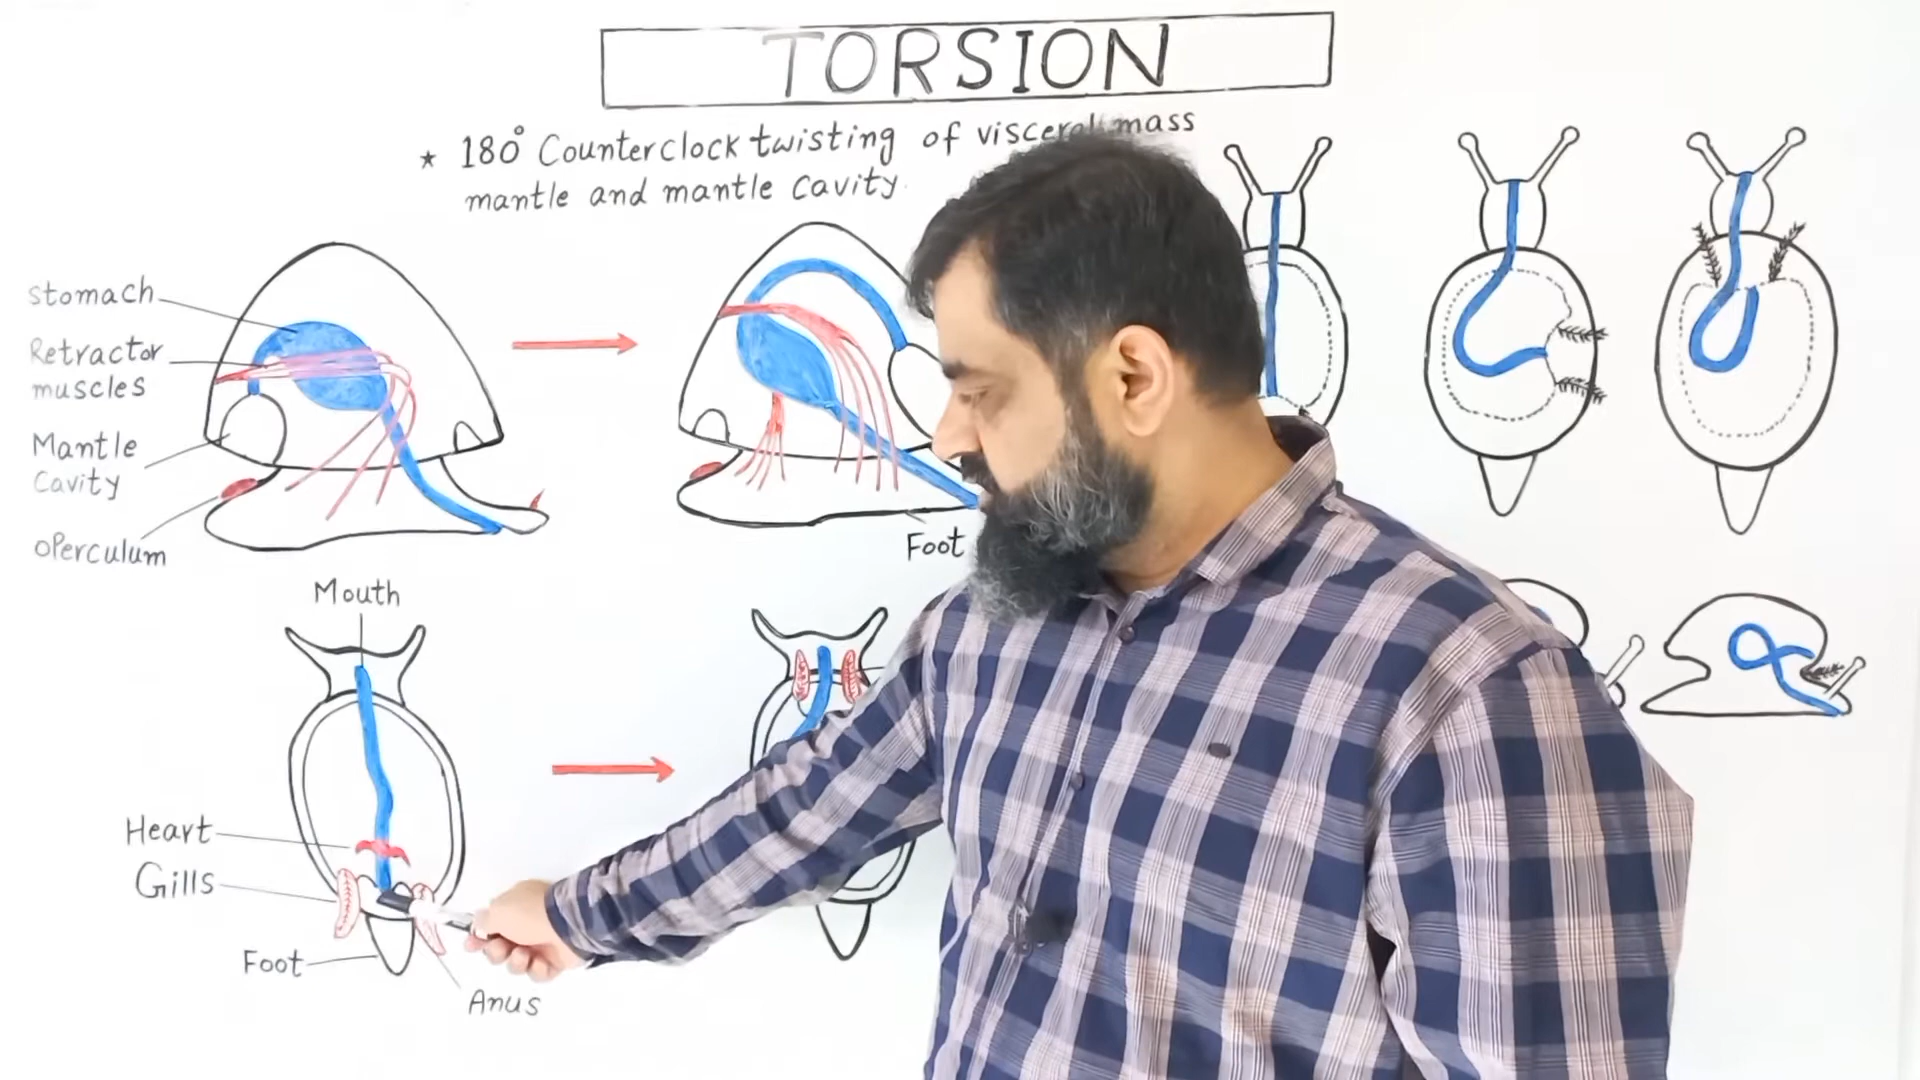 TORSION
* 180° Counterclock twisting of visceral mass
mantle and mantle cavity.
stomach
Retractor
muscles
Mantle
Cavity
Operculum
Foot
Mouth
Heart
Gills
Foot
Anus